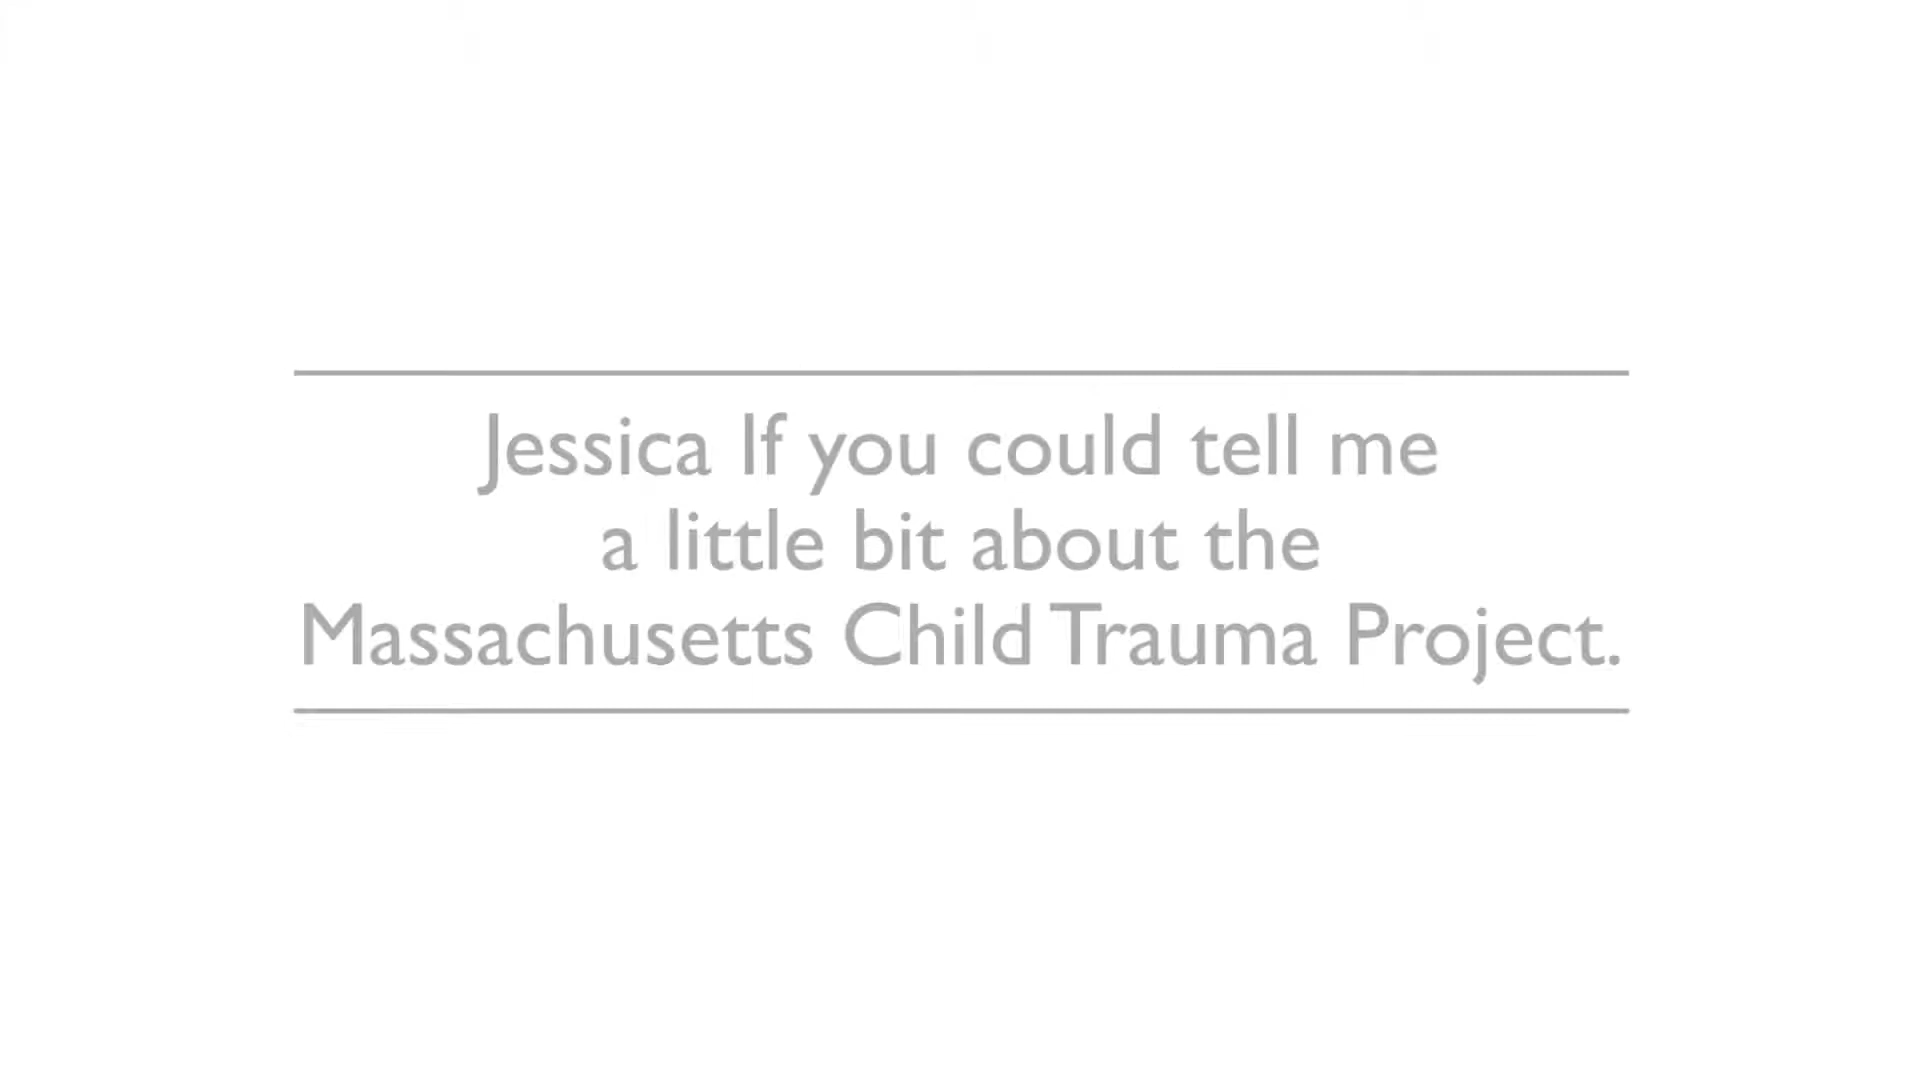 Jessica If you could tell me
a little bit about the
Massachusetts Child Trauma Project.